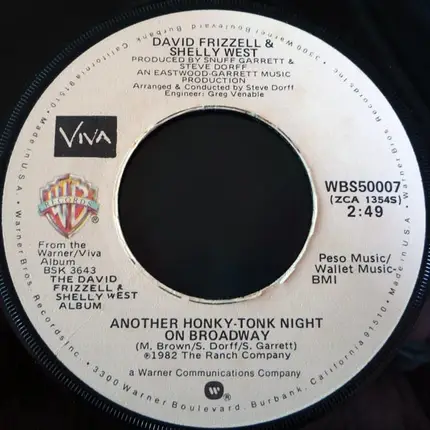 DAVID FRIZZELL &
SHELLY WEST
PRODUCED BY SNUFF GARRETT &
STEVE DORFF
AN EASTWOOD-GARRETT MUSIC
PRODUCTION
Arranged & Conducted by Steve Dorff
Engineer: Greg Venable
VIVA
WB
RECORDS
WBS50007
(ZCA 1354S)
2:49
From the
Warner/Viva
Album
BSK 3643
THE DAVID
FRIZZELL &
SHELLY WEST
ALBUM
Peso Music/
Wallet Music-
BMI
ANOTHER HONKY-TONK NIGHT
ON BROADWAY
(M. Brown/S. Dorff/S. Garrett)
℗1982 The Ranch Company
a Warner Communications Company
Warner Bros. Records Inc. • 3300 Warner Boulevard, Burbank, California 91510 • Made in U.S.A. •